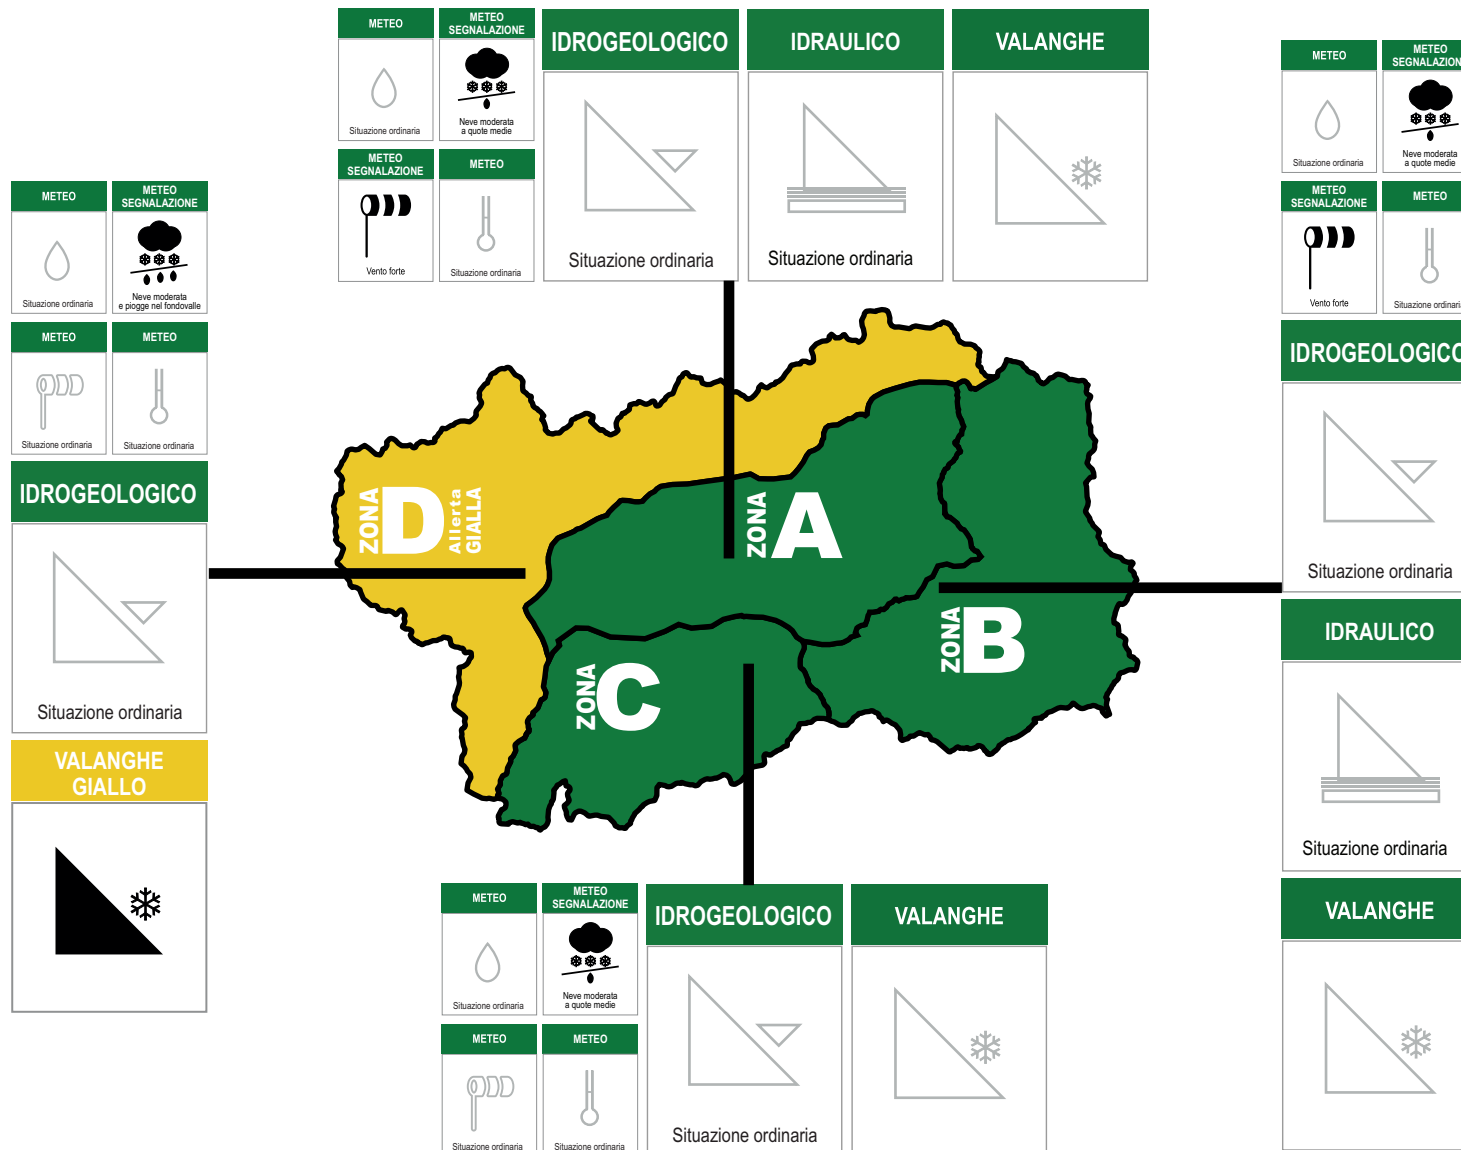 METEO
METEO
SEGNALAZIONE
Situazione ordinaria
Neve moderata
a quote medie
METEO
SEGNALAZIONE
METEO
Vento forte
Situazione ordinaria
IDROGEOLOGICO
Situazione ordinaria
IDRAULICO
Situazione ordinaria
VALANGHE
METEO
METEO
SEGNALAZIONE
Situazione ordinaria
Neve moderata
a quote medie
METEO
SEGNALAZIONE
METEO
Vento forte
Situazione ordinaria
IDROGEOLOGICO
Situazione ordinaria
IDRAULICO
Situazione ordinaria
VALANGHE
METEO
METEO
SEGNALAZIONE
Situazione ordinaria
Neve moderata
e piogge nel fondovalle
METEO
METEO
Situazione ordinaria
Situazione ordinaria
IDROGEOLOGICO
Situazione ordinaria
VALANGHE
GIALLO
ZONA D Allerta GIALLA
ZONA A
ZONA B
ZONA C
METEO
METEO
SEGNALAZIONE
Situazione ordinaria
Neve moderata
a quote medie
METEO
METEO
Situazione ordinaria
Situazione ordinaria
IDROGEOLOGICO
Situazione ordinaria
VALANGHE